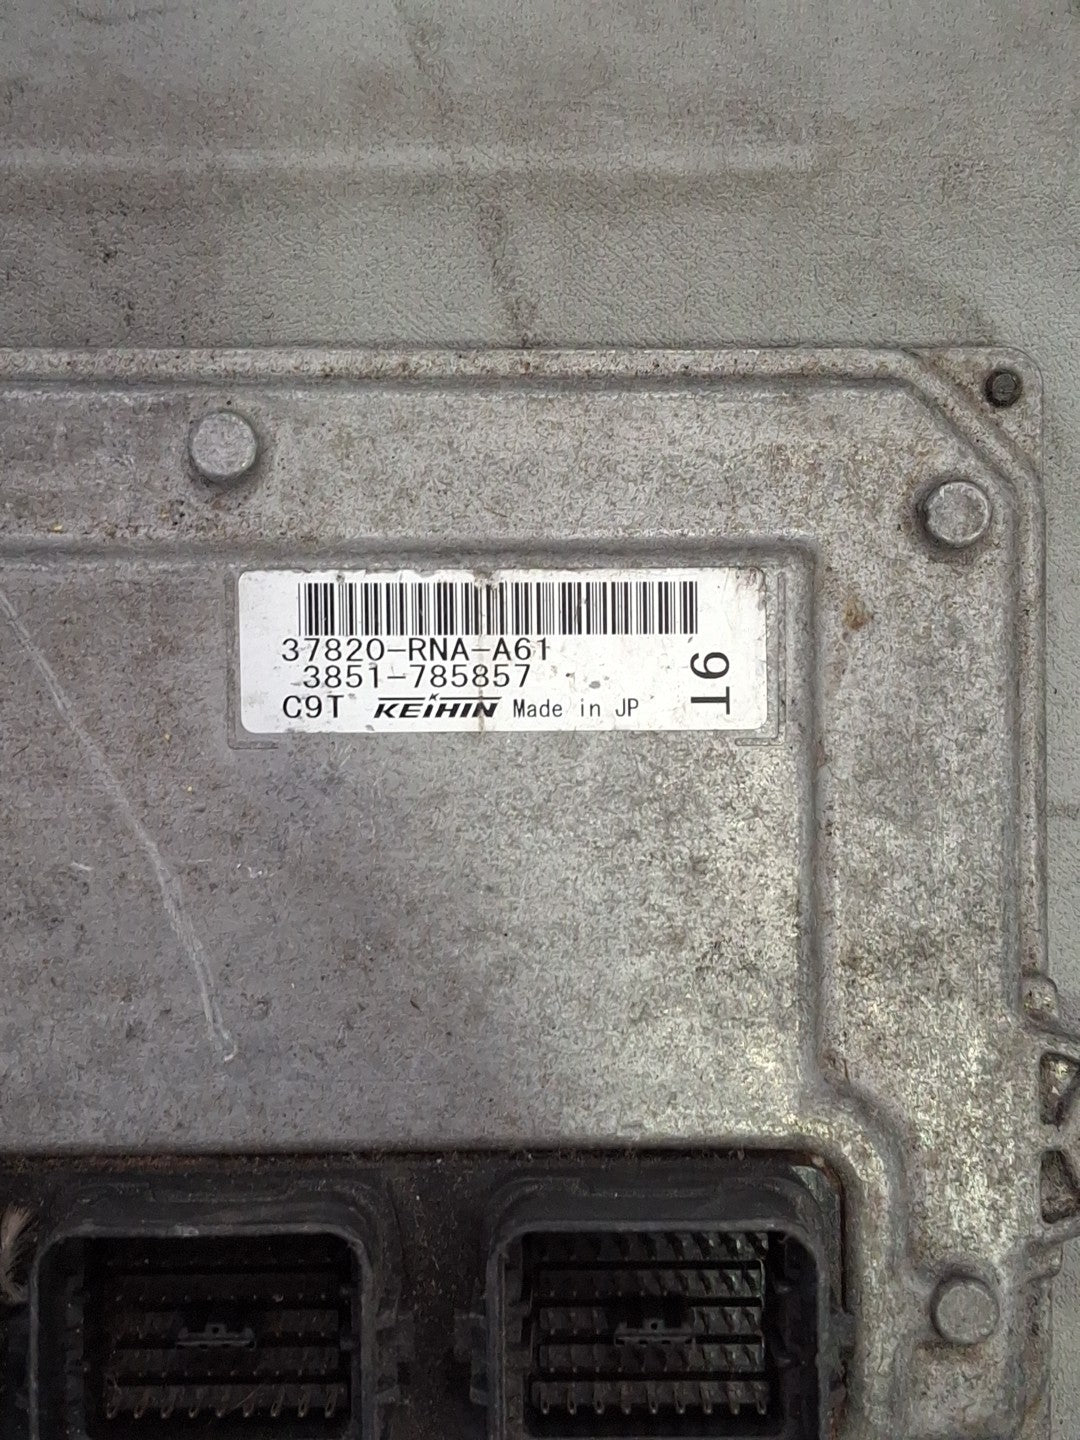 37820-RNA-A61
3851-785857
C9T KEIHIN Made in JP
9T